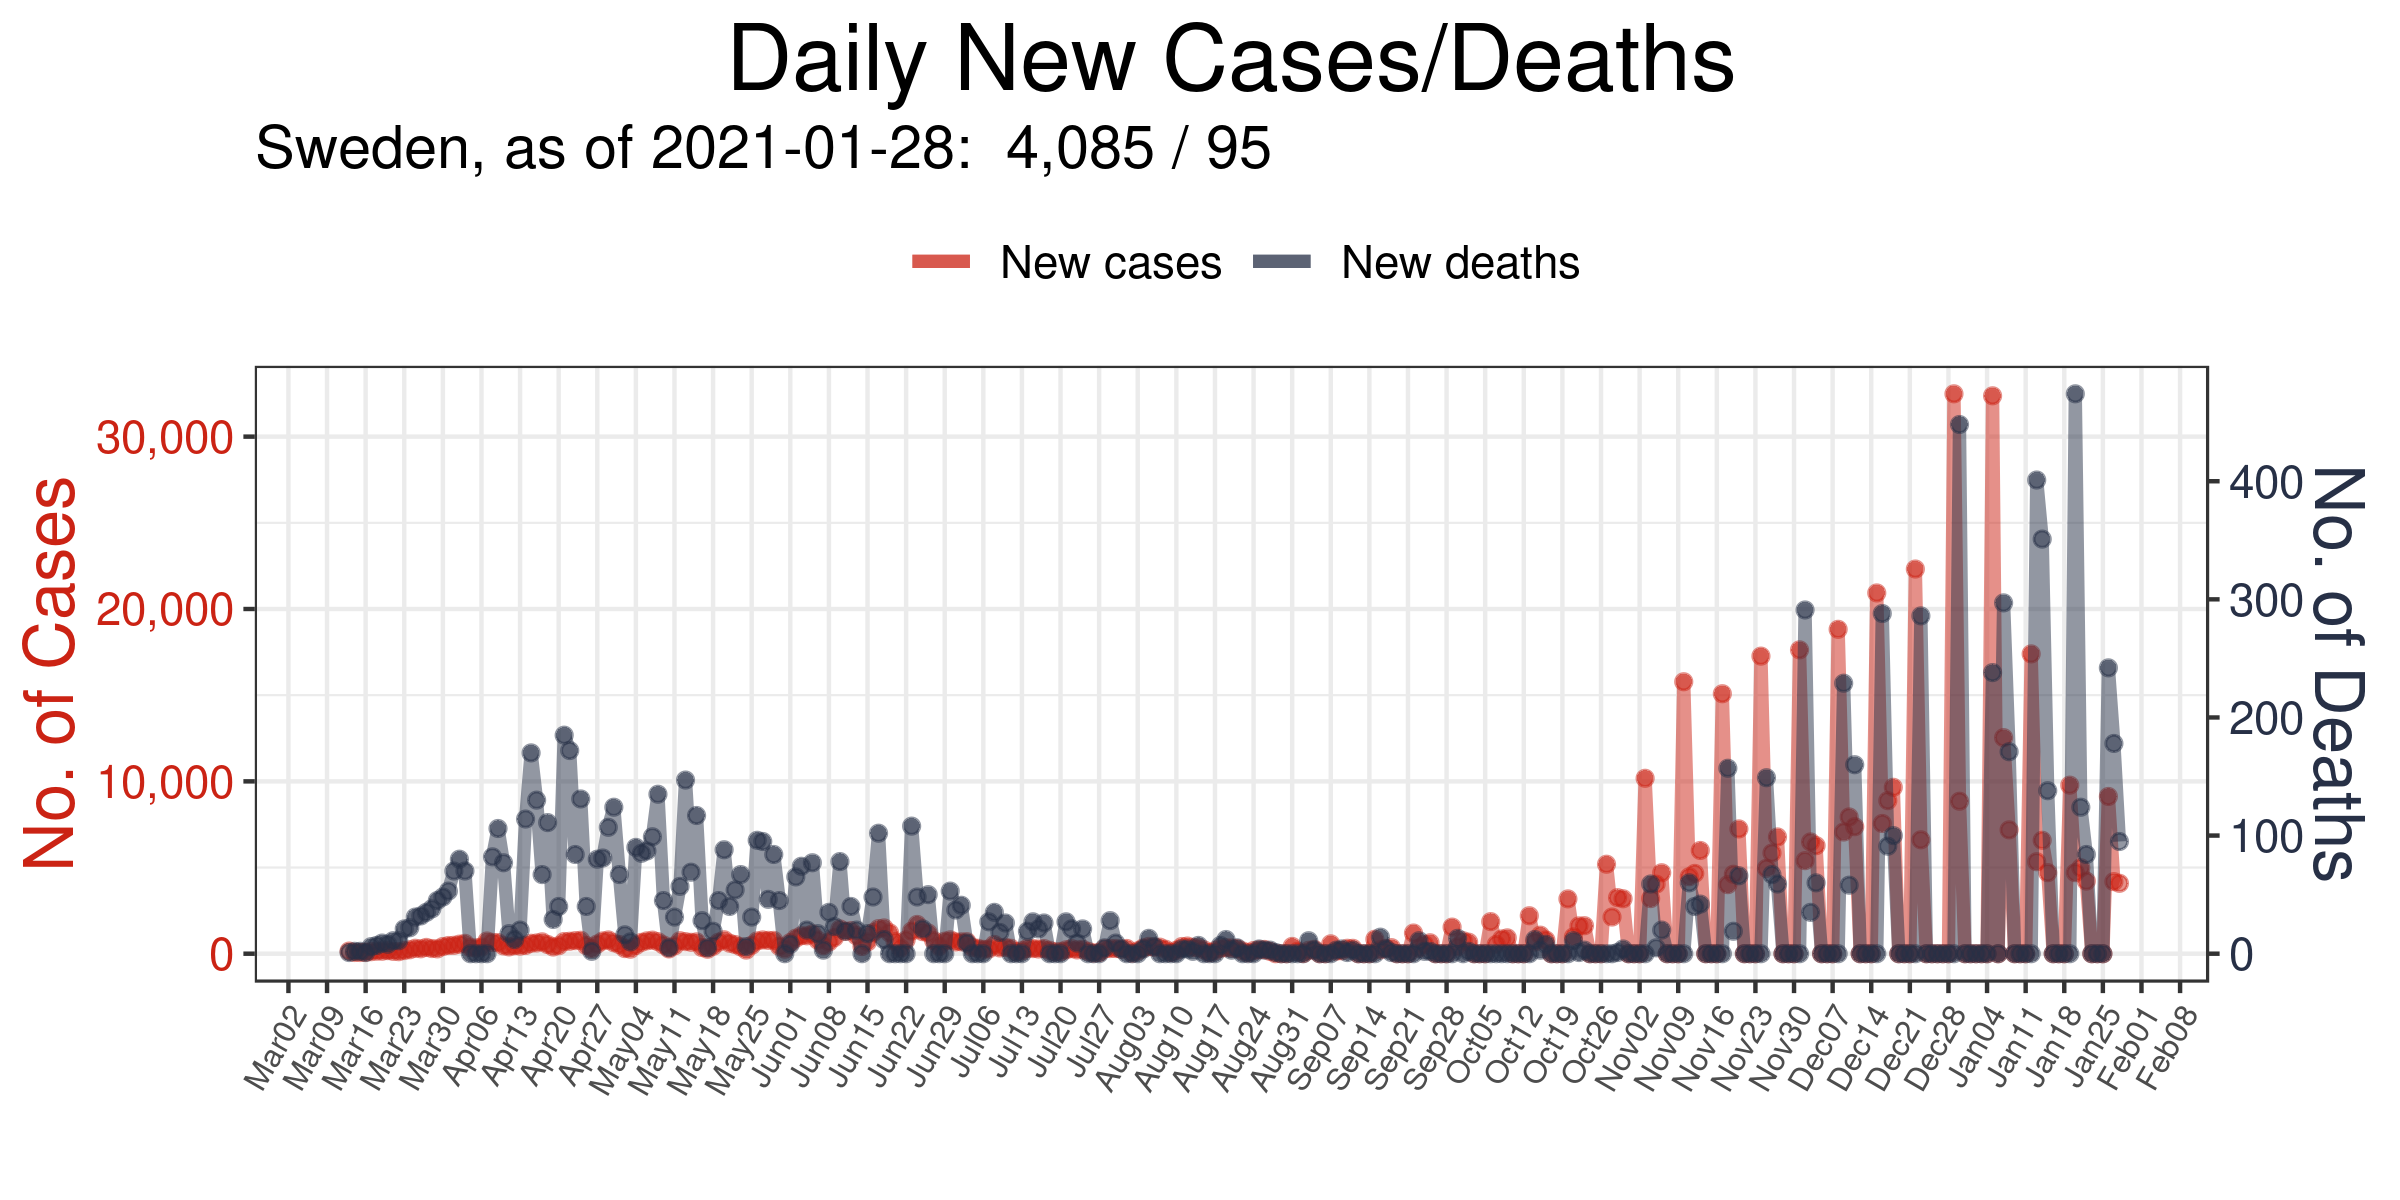 Daily New Cases/Deaths
Sweden, as of 2021-01-28:  4,085 / 95
New cases
New deaths
No. of Cases
30,000
20,000
10,000
0
400
300
200
100
0
No. of Deaths
Mar02
Mar09
Mar16
Mar23
Mar30
Apr06
Apr13
Apr20
Apr27
May04
May11
May18
May25
Jun01
Jun08
Jun15
Jun22
Jun29
Jul06
Jul13
Jul20
Jul27
Aug03
Aug10
Aug17
Aug24
Aug31
Sep07
Sep14
Sep21
Sep28
Oct05
Oct12
Oct19
Oct26
Nov02
Nov09
Nov16
Nov23
Nov30
Dec07
Dec14
Dec21
Dec28
Jan04
Jan11
Jan18
Jan25
Feb01
Feb08